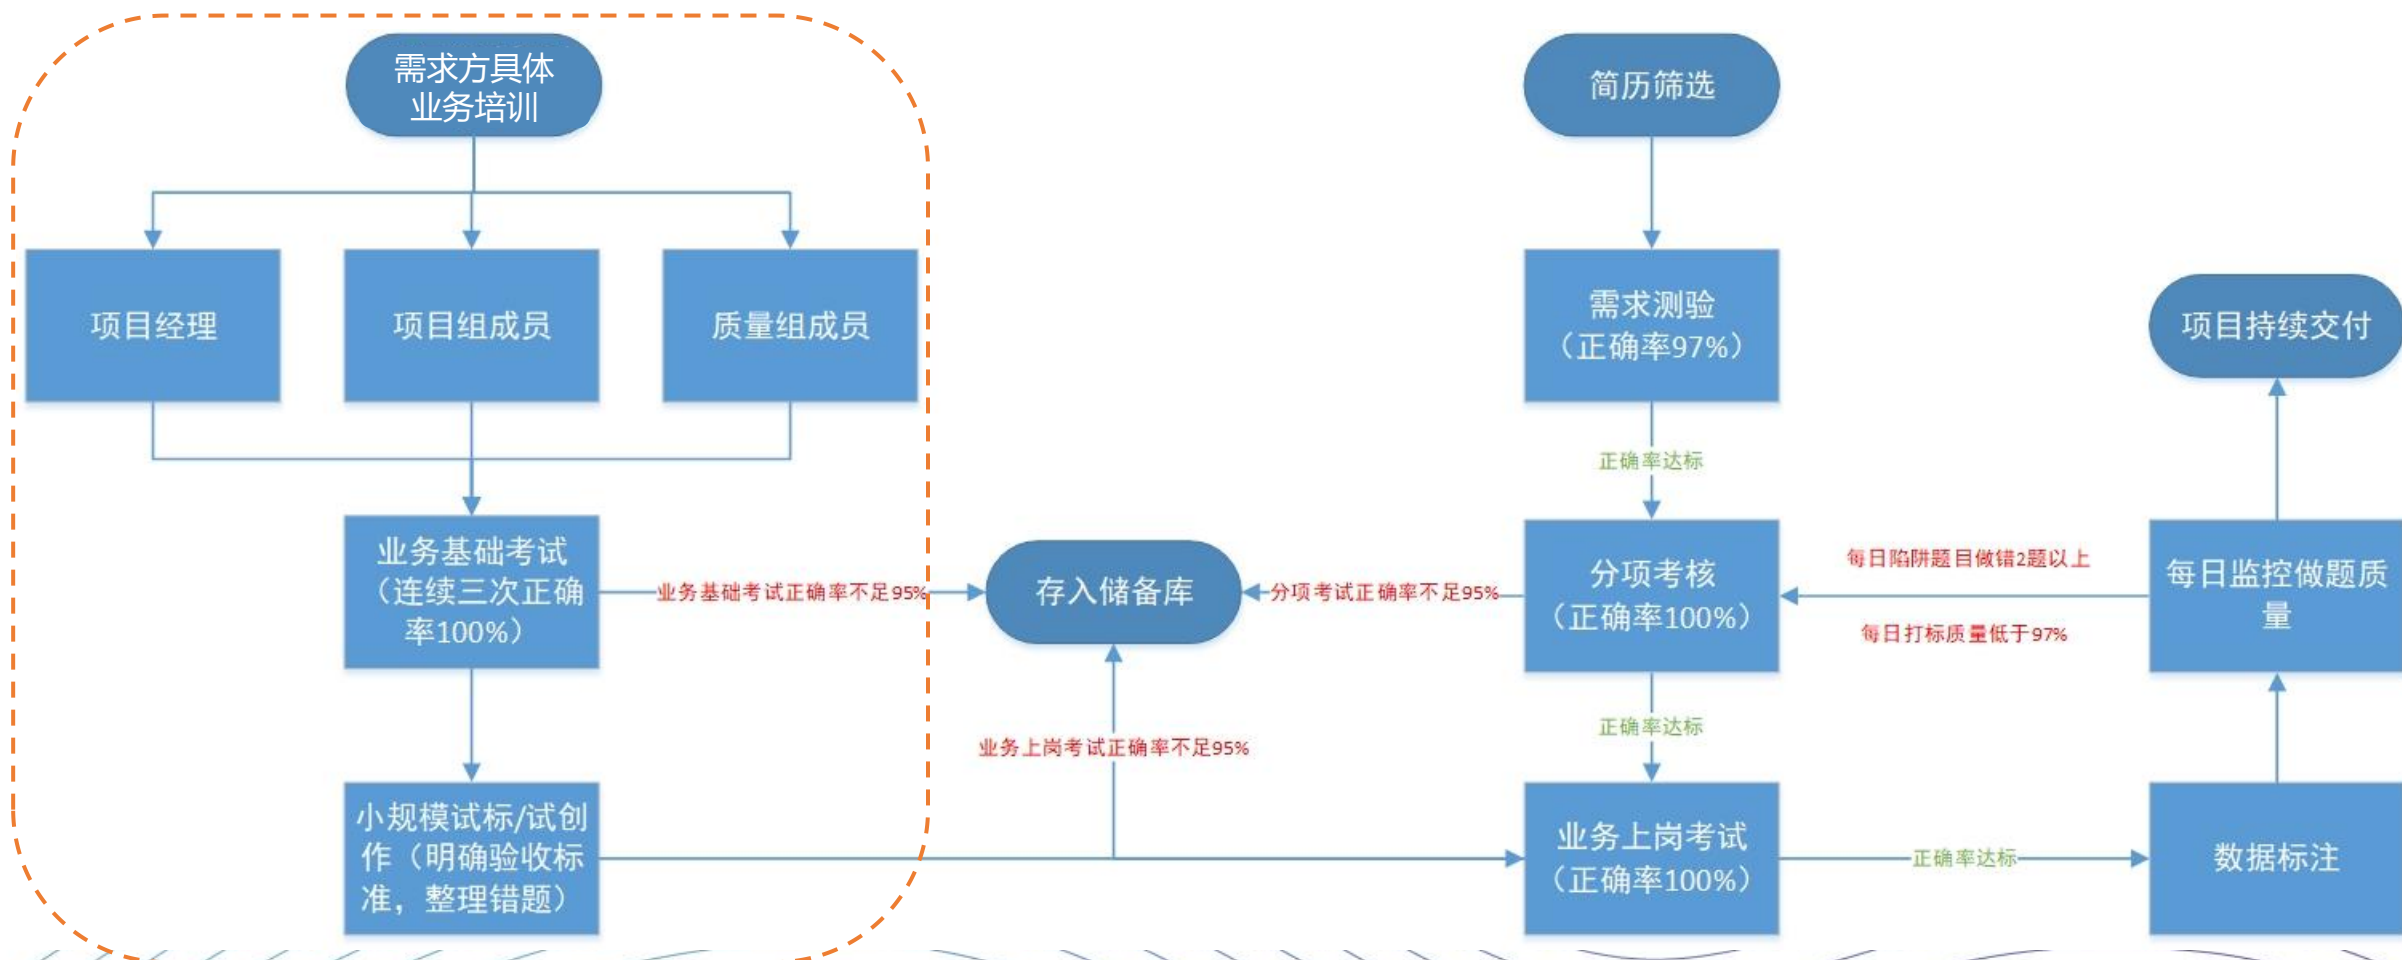 需求方具体
业务培训
项目经理
项目组成员
质量组成员
业务基础考试
（连续三次正确
率100%）
业务基础考试正确率不足95%
小规模试标/试创
作（明确验收标
准，整理错题）
存入储备库
业务上岗考试正确率不足95%
简历筛选
需求测验
（正确率97%）
正确率达标
分项考核
（正确率100%）
分项考试正确率不足95%
正确率达标
业务上岗考试
（正确率100%）
正确率达标
数据标注
每日监控做题质
量
每日陷阱题目做错2题以上
每日打标质量低于97%
项目持续交付